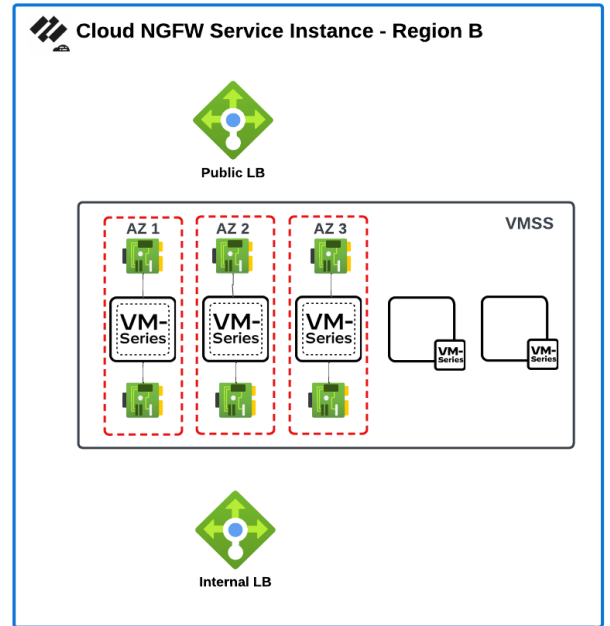 Cloud NGFW Service Instance - Region B
Public LB
VMSS
AZ 1
AZ 2
AZ 3
VM-
Series
VM-
Series
VM-
Series
VM-
Series
VM-
Series
Internal LB